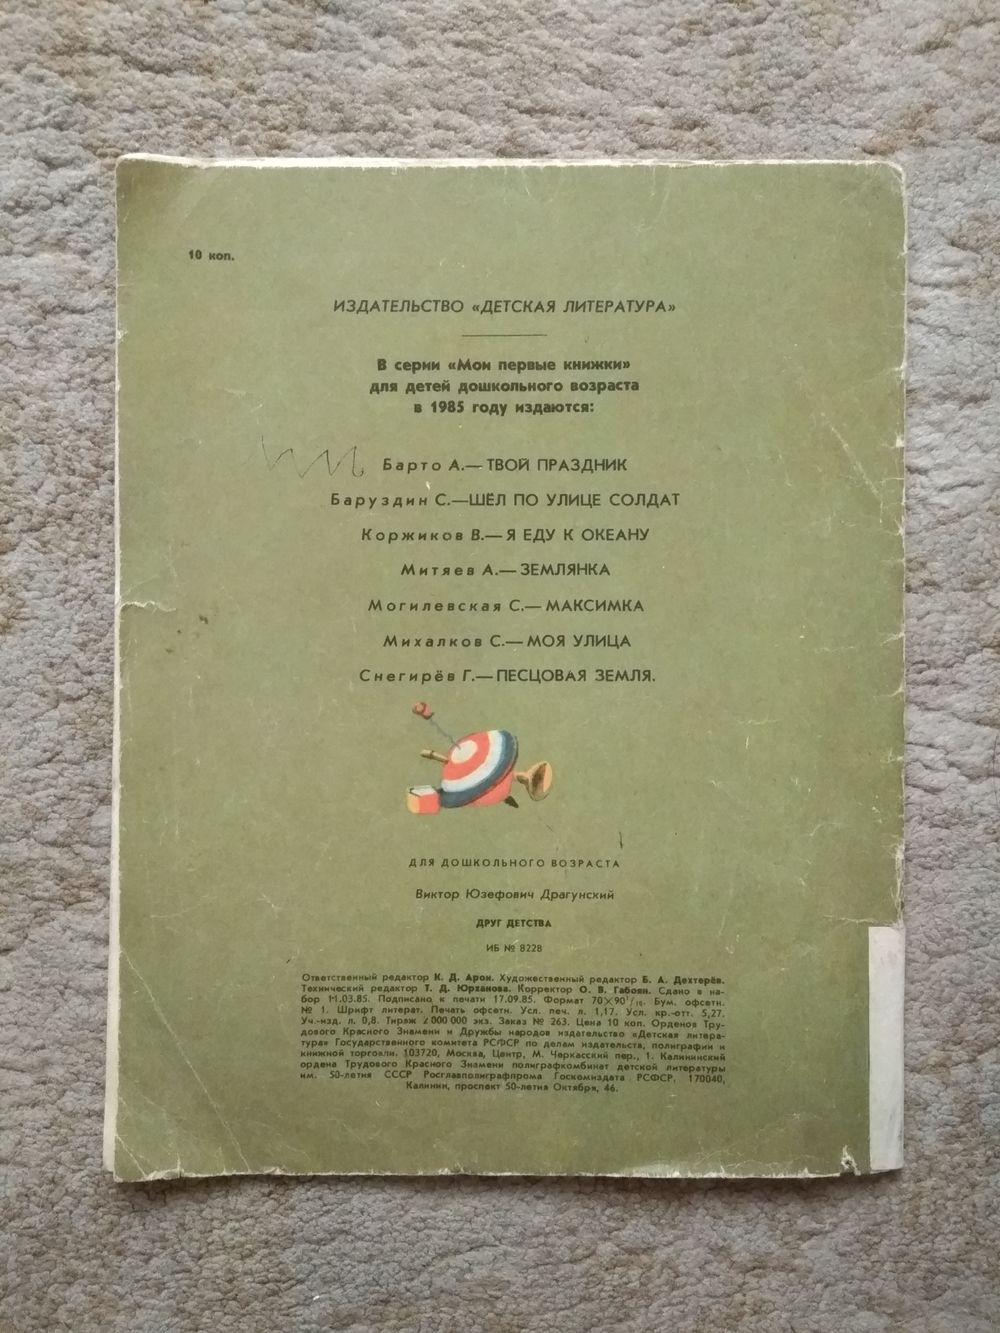 10 коп.
ИЗДАТЕЛЬСТВО «ДЕТСКАЯ ЛИТЕРАТУРА»
В серии «Мои первые книжки»
для детей дошкольного возраста
в 1985 году издаются:
Барто А.— ТВОЙ ПРАЗДНИК
Баруздин С.—ШЁЛ ПО УЛИЦЕ СОЛДАТ
Коржиков В.— Я ЕДУ К ОКЕАНУ
Митяев А.— ЗЕМЛЯНКА
Могилевская С.— МАКСИМКА
Михалков С.— МОЯ УЛИЦА
Снегирёв Г.— ПЕСЦОВАЯ ЗЕМЛЯ.
ДЛЯ ДОШКОЛЬНОГО ВОЗРАСТА
Виктор Юзефович Драгунский
ДРУГ ДЕТСТВА
ИБ № 8228
Ответственный редактор К. Д. Арон. Художественный редактор Б. А. Дехтерёв.
Технический редактор Т. Д. Юрханова. Корректор О. В. Габоян. Сдано в на-
бор 11.03.85. Подписано к печати 17.09.85. Формат 70×90¹/₁₆. Бум. офсетн.
№ 1. Шрифт литерат. Печать офсетн. Усл. печ. л. 1,17. Усл. кр.-отт. 5,27.
Уч.-изд. л. 0,8. Тираж 2 000 000 экз. Заказ № 263. Цена 10 коп. Орденов Тру-
дового Красного Знамени и Дружбы народов издательство «Детская литера-
тура» Государственного комитета РСФСР по делам издательств, полиграфии и
книжной торговли. 103720, Москва, Центр, М. Черкасский пер., 1. Калининский
ордена Трудового Красного Знамени полиграфкомбинат детской литературы
им. 50-летия СССР Росглавполиграфпрома Госкомиздата РСФСР. 170040,
Калинин, проспект 50-летия Октября, 46.